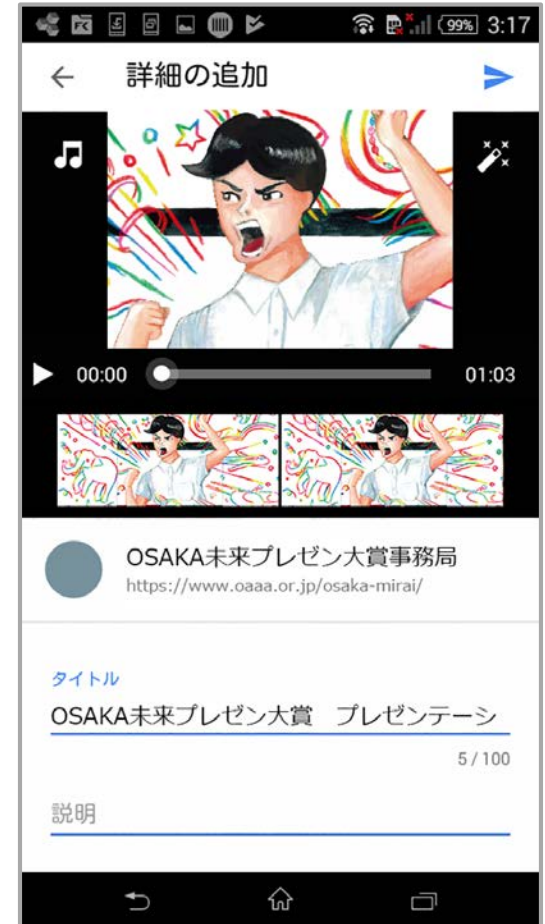 99% 3:17
詳細の追加
00:00 01:03
OSAKA未来プレゼン大賞事務局
https://www.oaaa.or.jp/osaka-mirai/
タイトル
OSAKA未来プレゼン大賞　プレゼンテーシ
5 / 100
説明